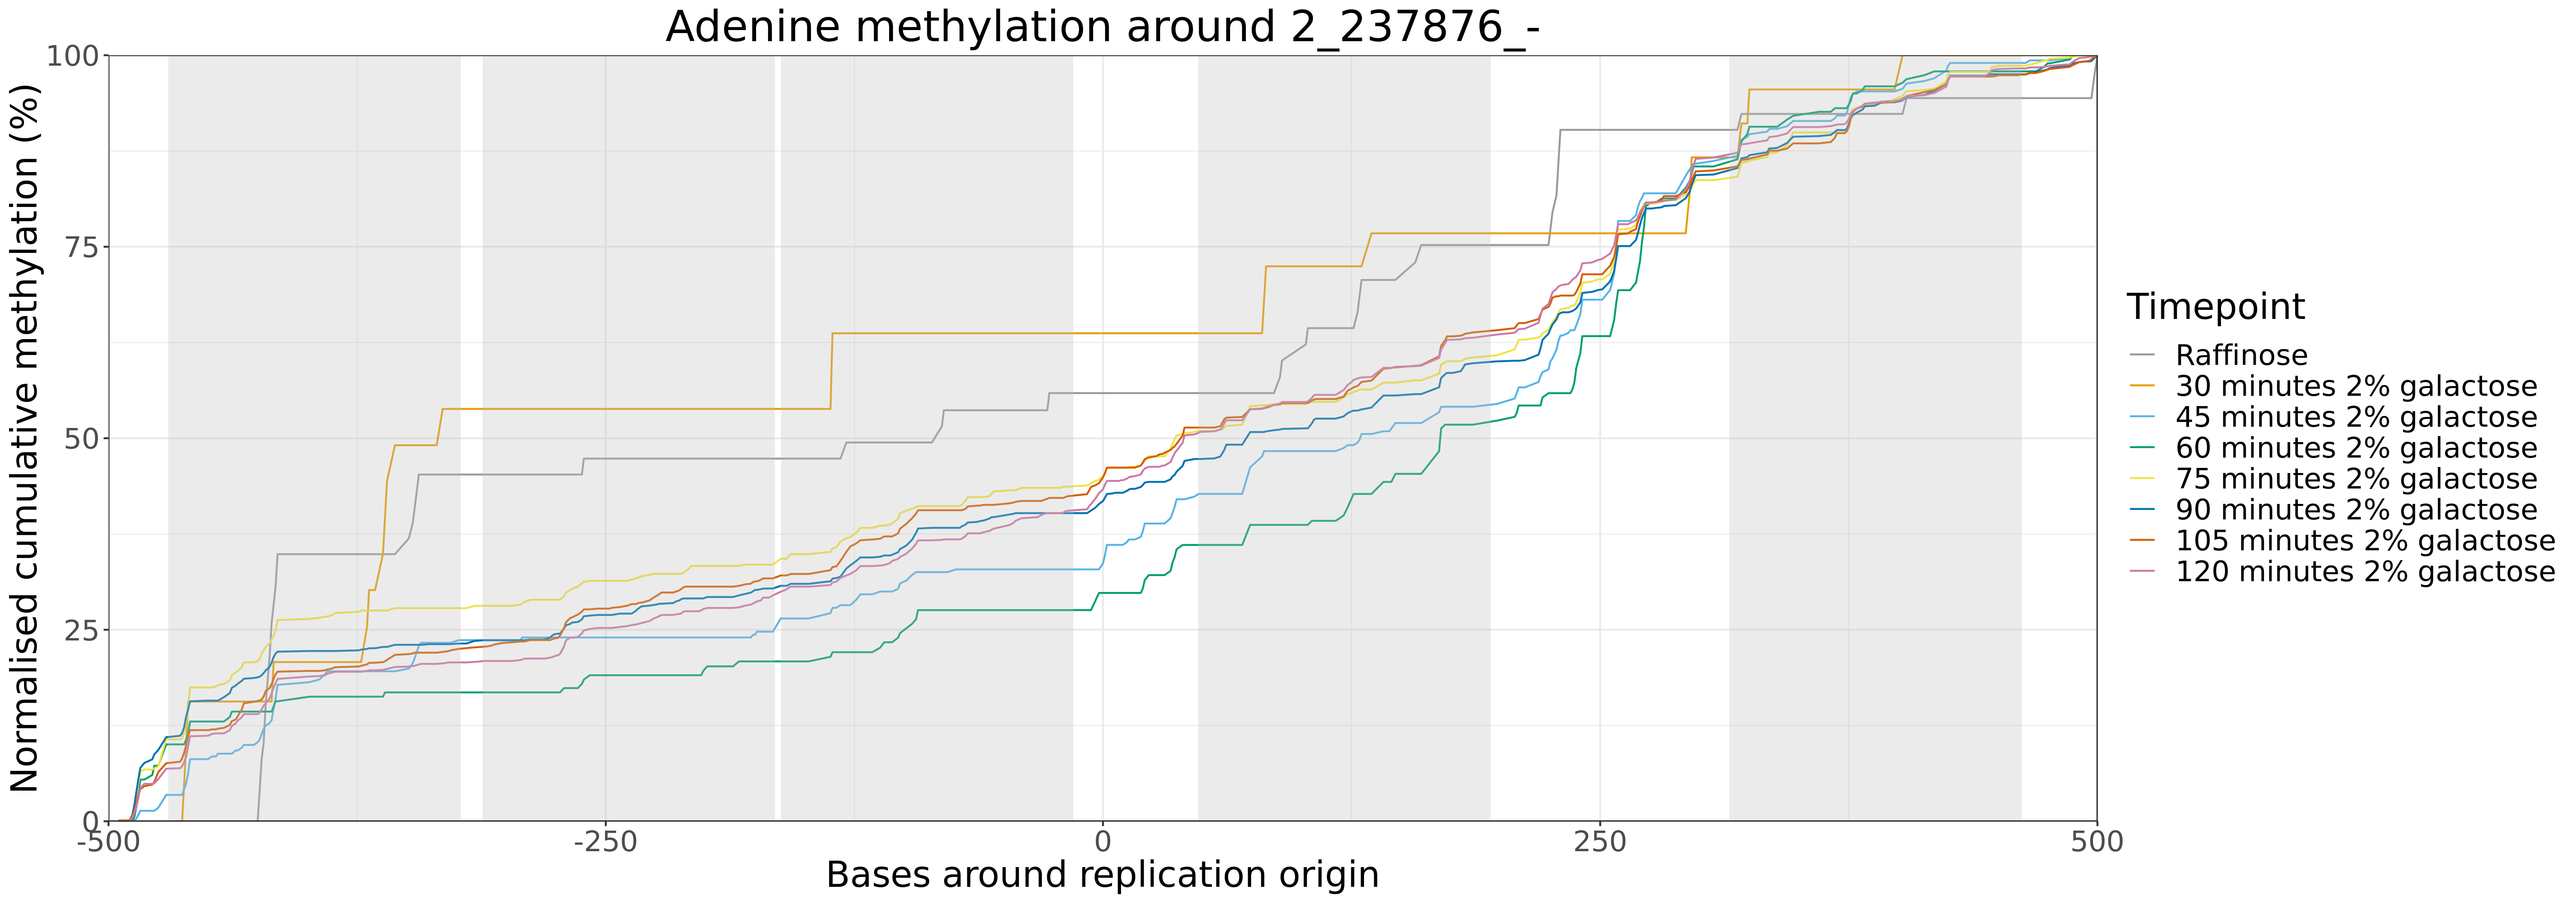 Adenine methylation around 2_237876_-
Normalised cumulative methylation (%)
100
75
50
25
0
-500
-250
0
250
500
Bases around replication origin
Timepoint
Raffinose
30 minutes 2% galactose
45 minutes 2% galactose
60 minutes 2% galactose
75 minutes 2% galactose
90 minutes 2% galactose
105 minutes 2% galactose
120 minutes 2% galactose